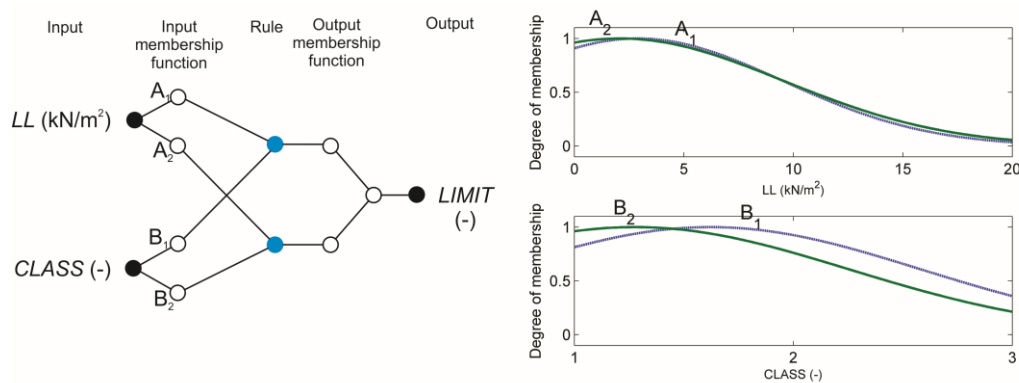 Input
Input
membership
function
Rule
Output
membership
function
Output
A1
LL (kN/m²)
A2
B1
CLASS (-)
B2
LIMIT
(-)
A2
A1
Degree of membership
1
0.5
0
0
5
10
15
20
LL (kN/m²)
B2
B1
Degree of membership
1
0.5
0
1
2
3
CLASS (-)